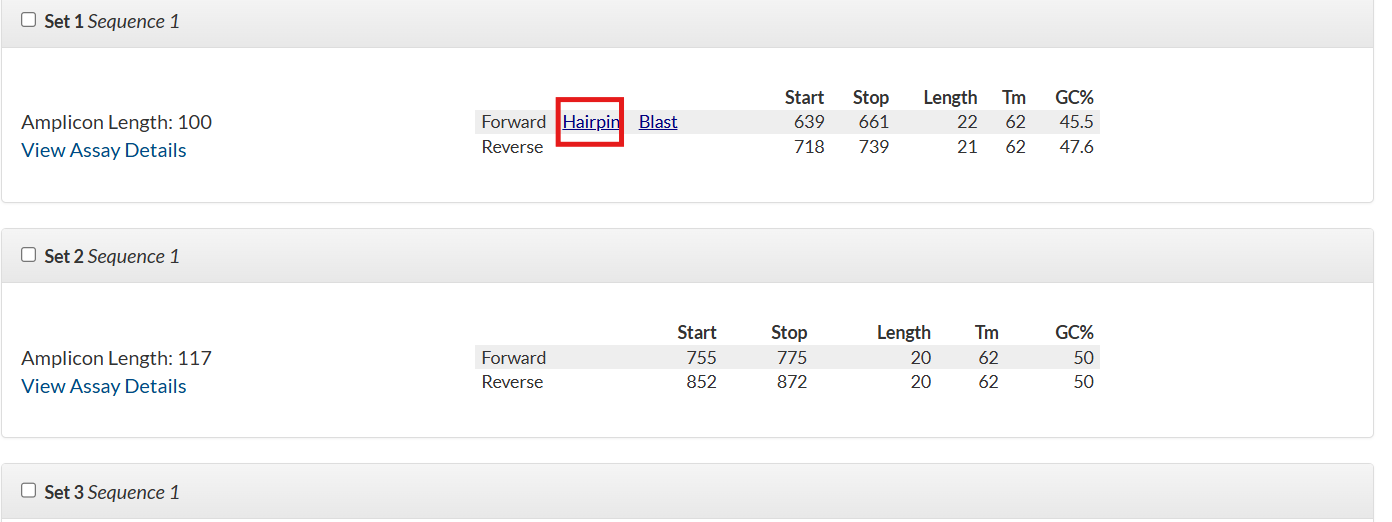 Set 1 Sequence 1
Start Stop Length Tm GC%
Amplicon Length: 100
Forward Hairpin Blast 639 661 22 62 45.5
View Assay Details
Reverse 718 739 21 62 47.6
Set 2 Sequence 1
Start Stop Length Tm GC%
Amplicon Length: 117
Forward 755 775 20 62 50
View Assay Details
Reverse 852 872 20 62 50
Set 3 Sequence 1